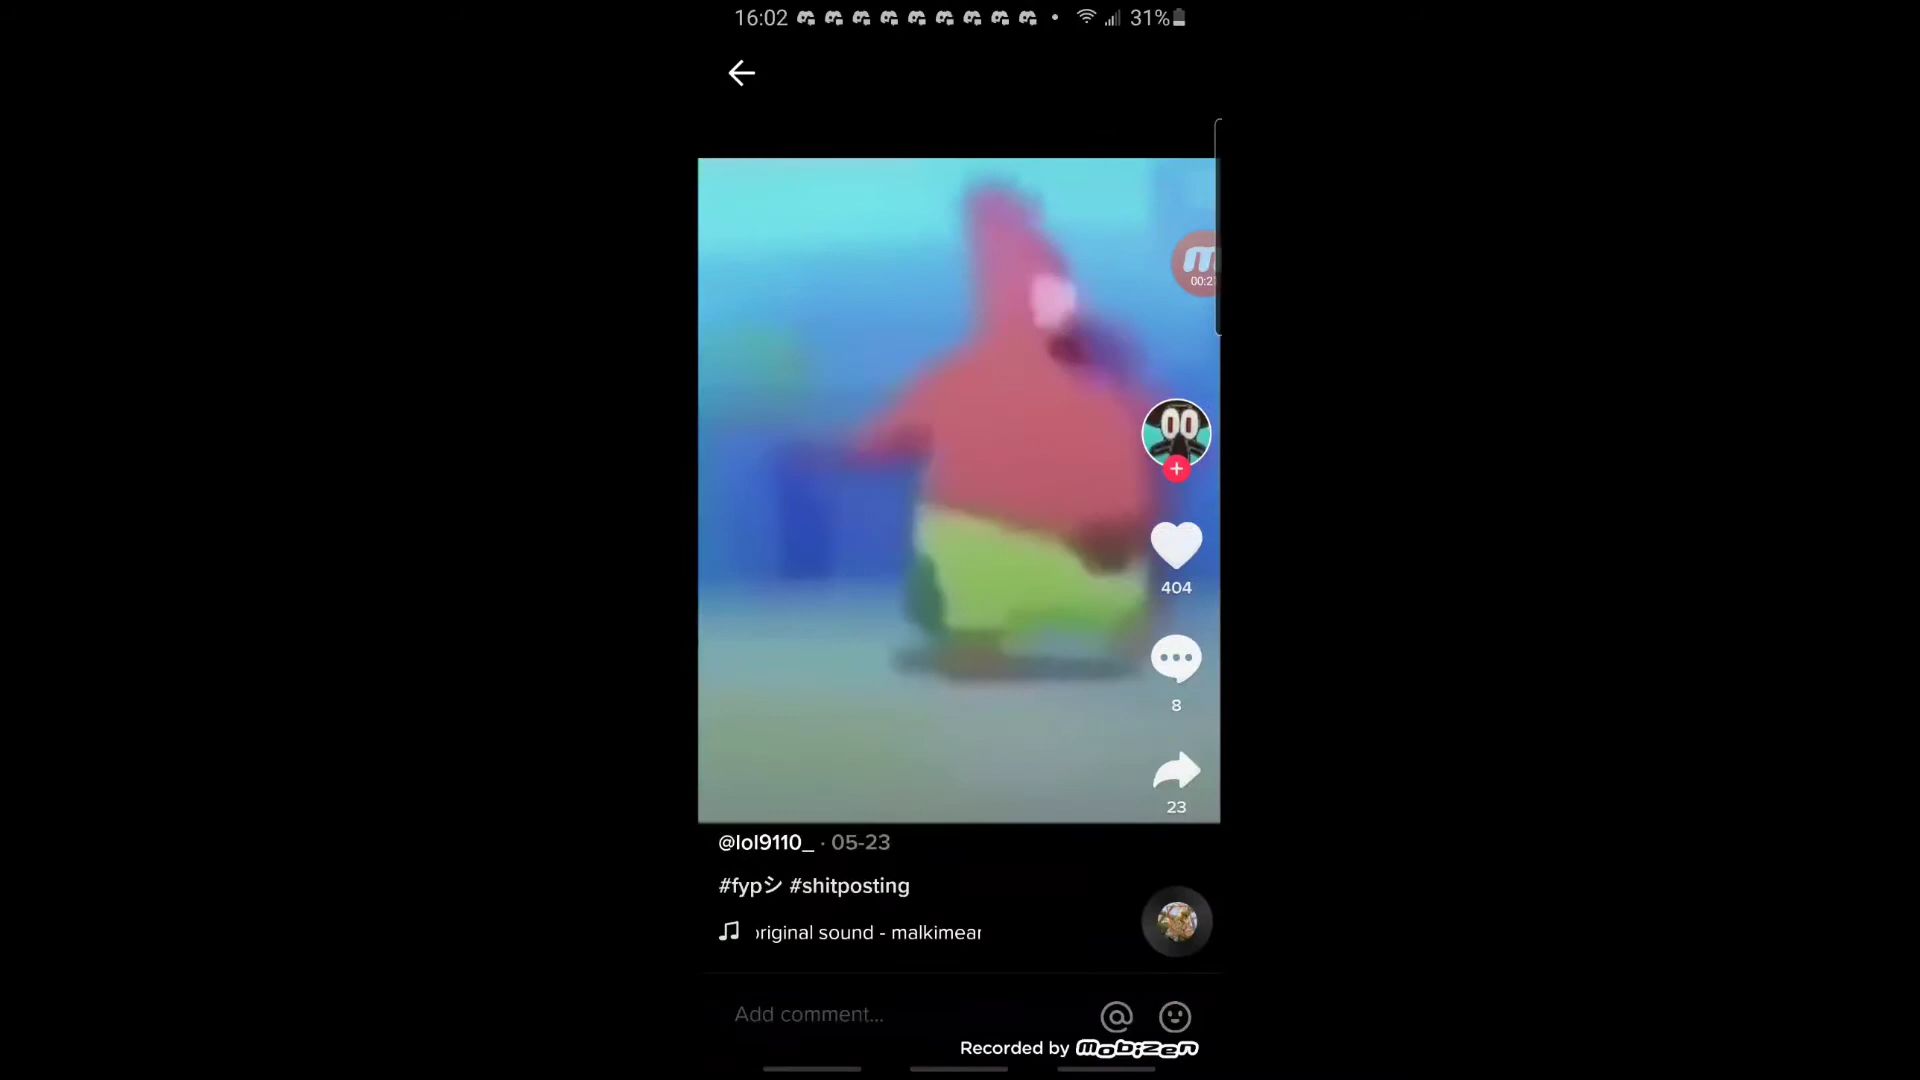 16:02 31%
00:2
404
8
23
@lol9110_ · 05-23
#fypシ #shitposting
original sound - malkimear
Add comment...
Recorded by mobizen